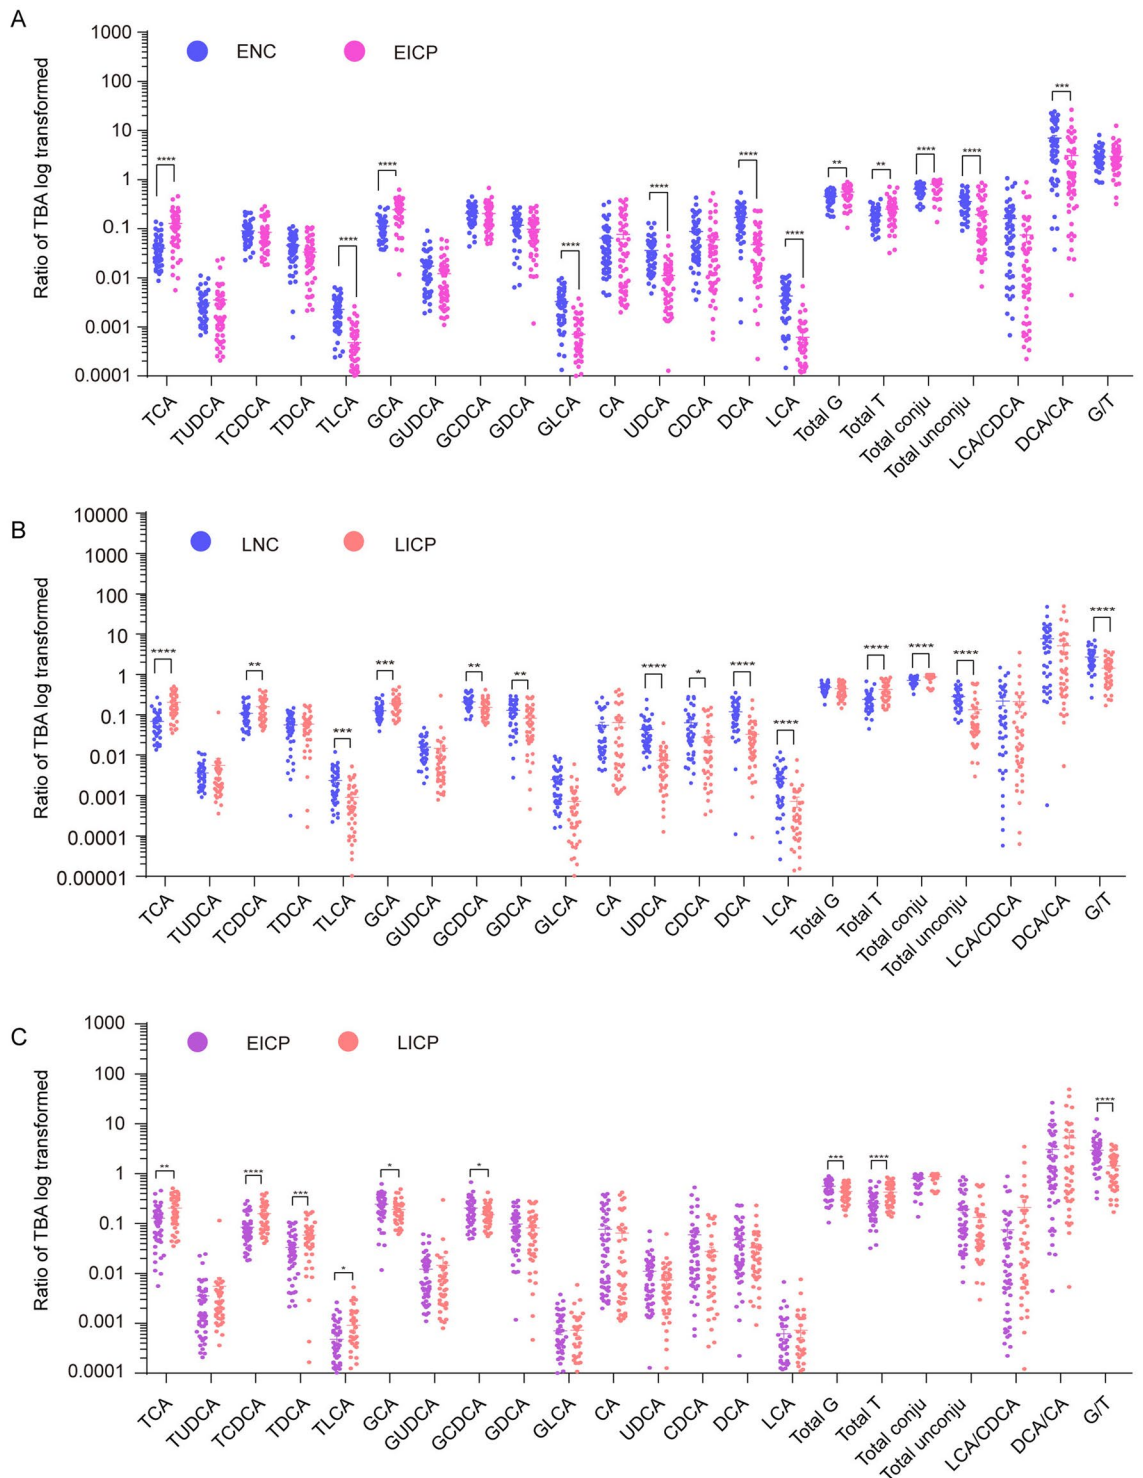 A
Ratio of TBA log transformed
ENC
EICP
1000
100
10
1
0.1
0.01
0.001
0.0001
****
****
****
****
****
****
****
**
**
****
****
***
TCA
TUDCA
TCDCA
TDCA
TLCA
GCA
GUDCA
GCDCA
GDCA
GLCA
CA
UDCA
CDCA
DCA
LCA
Total G
Total T
Total conju
Total unconju
LCA/CDCA
DCA/CA
G/T
B
Ratio of TBA log transformed
LNC
LICP
10000
1000
100
10
1
0.1
0.01
0.001
0.0001
0.00001
****
**
***
***
**
**
****
*
****
****
****
****
****
****
TCA
TUDCA
TCDCA
TDCA
TLCA
GCA
GUDCA
GCDCA
GDCA
GLCA
CA
UDCA
CDCA
DCA
LCA
Total G
Total T
Total conju
Total unconju
LCA/CDCA
DCA/CA
G/T
C
Ratio of TBA log transformed
EICP
LICP
1000
100
10
1
0.1
0.01
0.001
0.0001
**
****
***
*
*
*
***
****
****
TCA
TUDCA
TCDCA
TDCA
TLCA
GCA
GUDCA
GCDCA
GDCA
GLCA
CA
UDCA
CDCA
DCA
LCA
Total G
Total T
Total conju
Total unconju
LCA/CDCA
DCA/CA
G/T